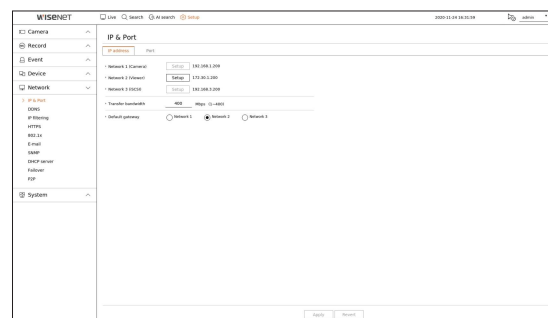 WISENET Live Search AI search Setup 2020-11-24 16:31:59 admin
Camera
Record
Event
Device
Network
IP & Port
DDNS
IP filtering
HTTPS
802.1x
E-mail
SNMP
DHCP server
Failover
P2P
System
IP & Port
IP address Port
Network 1 (Camera) Setup 192.168.1.200
Network 2 (Viewer) Setup 172.30.1.200
Network 3 (iSCSI) Setup 192.168.3.200
Transfer bandwidth 400 Mbps (1~400)
Default gateway Network 1 Network 2 Network 3
Apply Revert